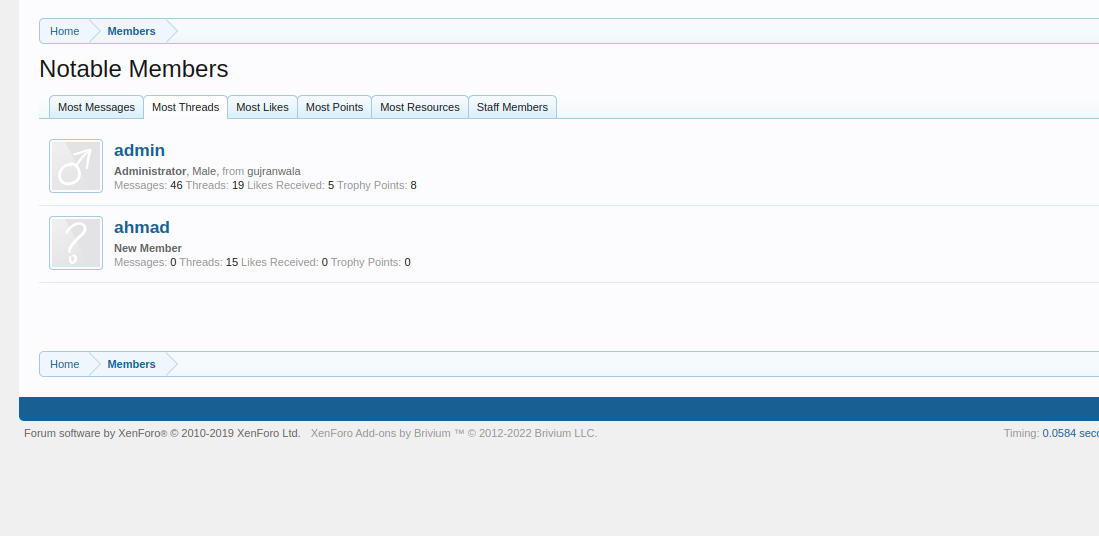 Home Members
Notable Members
Most Messages Most Threads Most Likes Most Points Most Resources Staff Members
admin
Administrator, Male, from gujranwala
Messages: 46 Threads: 19 Likes Received: 5 Trophy Points: 8
ahmad
New Member
Messages: 0 Threads: 15 Likes Received: 0 Trophy Points: 0
Home Members
Forum software by XenForo® © 2010-2019 XenForo Ltd. XenForo Add-ons by Brivium ™ © 2012-2022 Brivium LLC. Timing: 0.0584 seco